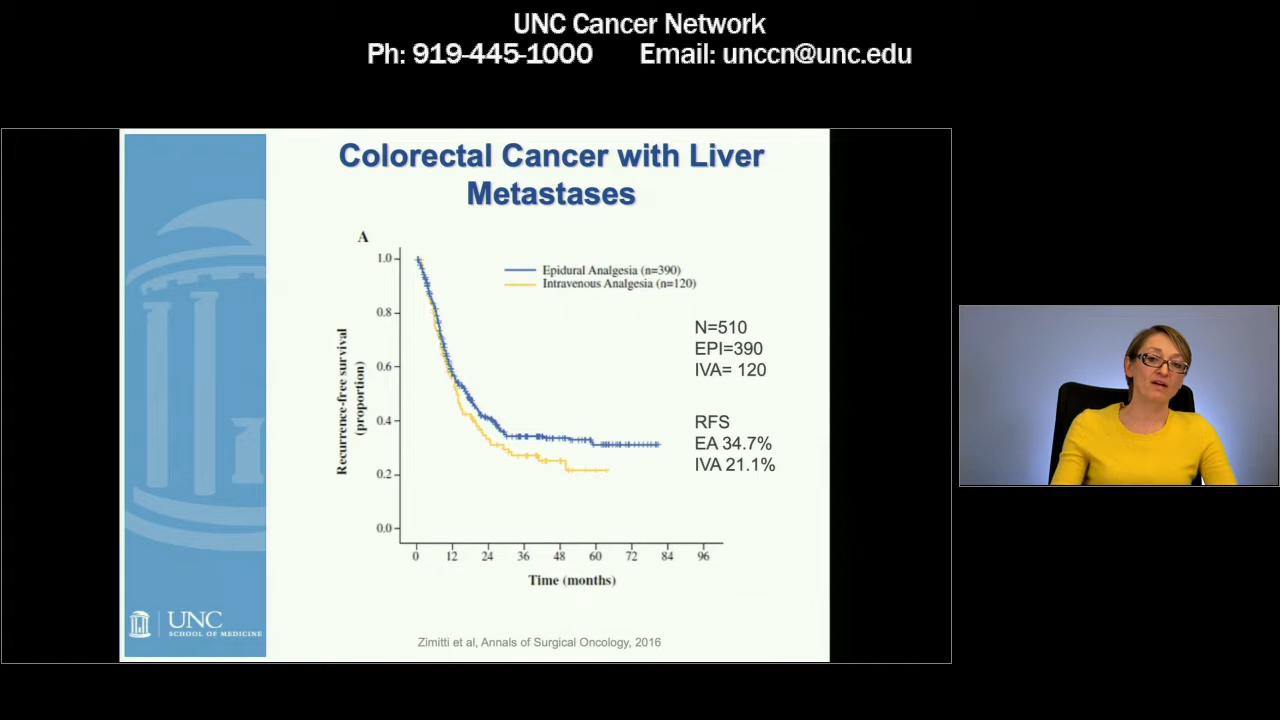 UNC Cancer Network
Ph: 919-445-1000 Email: unccn@unc.edu
Colorectal Cancer with Liver
Metastases
A
1.0
0.8
0.6
0.4
0.2
0.0
Recurrence-free survival
(proportion)
Epidural Analgesia (n=390)
Intravenous Analgesia (n=120)
N=510
EPI=390
IVA= 120
RFS
EA 34.7%
IVA 21.1%
0 12 24 36 48 60 72 84 96
Time (months)
UNC
SCHOOL OF MEDICINE
Zimitti et al, Annals of Surgical Oncology, 2016